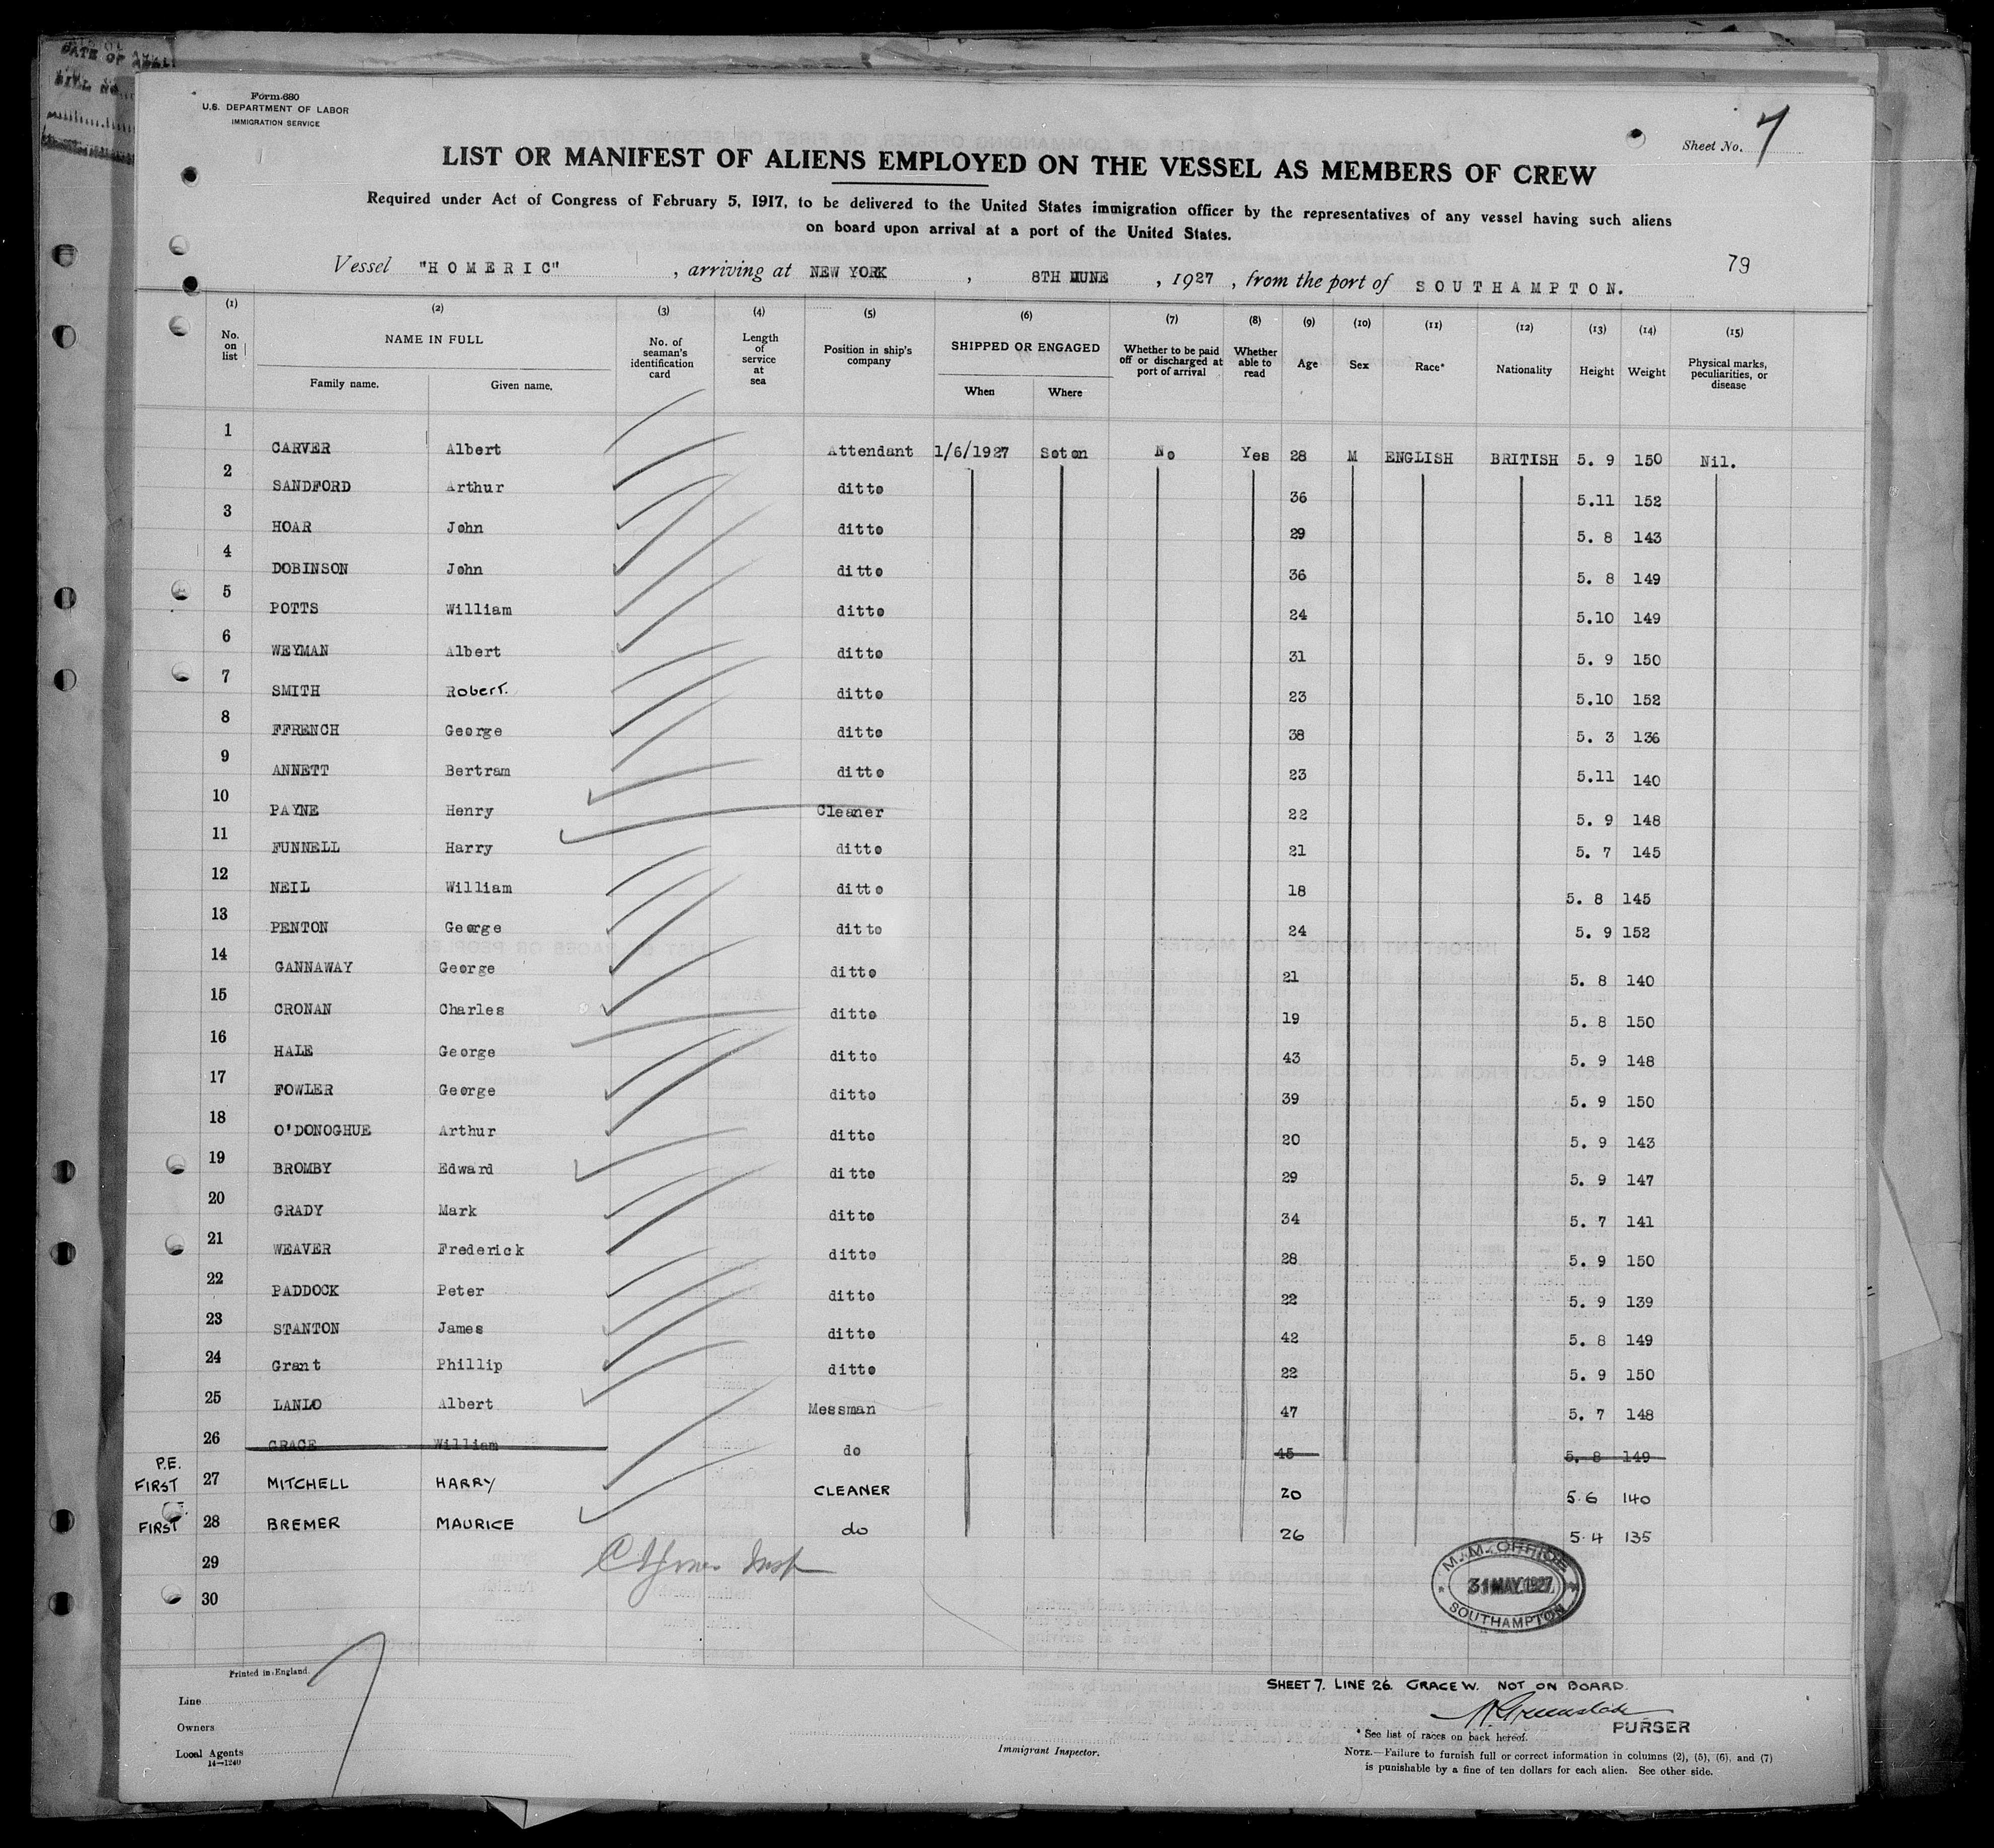 DATE OF
BILL NO.
Form 680
U.S. DEPARTMENT OF LABOR
IMMIGRATION SERVICE
Sheet No. 7
LIST OR MANIFEST OF ALIENS EMPLOYED ON THE VESSEL AS MEMBERS OF CREW
Required under Act of Congress of February 5, 1917, to be delivered to the United States immigration officer by the representatives of any vessel having such aliens
on board upon arrival at a port of the United States.
79
Vessel "HOMERIC" , arriving at NEW YORK , 8TH JUNE , 1927 , from the port of SOUTHAMPTON.
(1) (2) (3) (4) (5) (6) (7) (8) (9) (10) (11) (12) (13) (14) (15)
No. on list NAME IN FULL No. of seaman's identification card Length of service at sea Position in ship's company SHIPPED OR ENGAGED Whether to be paid off or discharged at port of arrival Whether able to read Age Sex Race* Nationality Height Weight Physical marks, peculiarities, or disease
Family name. Given name. When Where
1 CARVER Albert Attendant 1/6/1927 Soton No Yes 28 M ENGLISH BRITISH 5. 9 150 Nil.
2 SANDFORD Arthur ditto 36 5.11 152
3 HOAR John ditto 29 5. 8 143
4 DOBINSON John ditto 36 5. 8 149
5 POTTS William ditto 24 5.10 149
6 WEYMAN Albert ditto 31 5. 9 150
7 SMITH Robert. ditto 23 5.10 152
8 FFRENCH George ditto 38 5. 3 136
9 ANNETT Bertram ditto 23 5.11 140
10 PAYNE Henry Cleaner 22 5. 9 148
11 FUNNELL Harry ditto 21 5. 7 145
12 NEIL William ditto 18 5. 8 145
13 PENTON George ditto 24 5. 9 152
14 GANNAWAY George ditto 21 5. 8 140
15 CRONAN Charles ditto 19 5. 8 150
16 HALE George ditto 43 5. 9 148
17 FOWLER George ditto 39 5. 9 150
18 O'DONOGHUE Arthur ditto 20 5. 9 143
19 BROMBY Edward ditto 29 5. 9 147
20 GRADY Mark ditto 34 5. 7 141
21 WEAVER Frederick ditto 28 5. 9 150
22 PADDOCK Peter ditto 22 5. 9 139
23 STANTON James ditto 42 5. 8 149
24 Grant Phillip ditto 22 5. 9 150
25 LANLO Albert Messman 47 5. 7 148
26 GRACE William do 45 5. 8 149
P.E.
FIRST 27 MITCHELL HARRY CLEANER 20 5.6 140
FIRST 28 BREMER MAURICE do 26 5.4 135
29
30
M.M. OFFICE
31 MAY 1927
SOUTHAMPTON
Printed in England.
7
SHEET 7. LINE 26. GRACE W. NOT ON BOARD.
Line
Owners
PURSER
* See list of races on back hereof.
Local Agents
14—1240
Immigrant Inspector.
NOTE.—Failure to furnish full or correct information in columns (2), (5), (6), and (7)
is punishable by a fine of ten dollars for each alien. See other side.